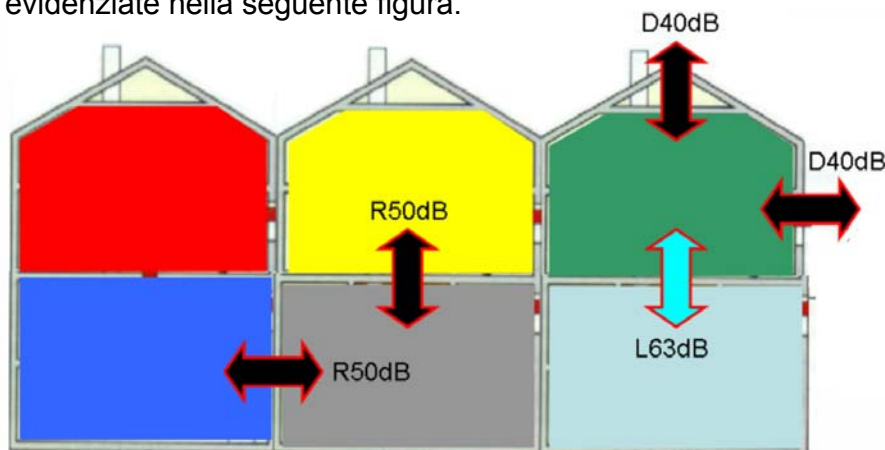 evidenziate nella seguente figura.
D40dB
D40dB
R50dB
L63dB
R50dB